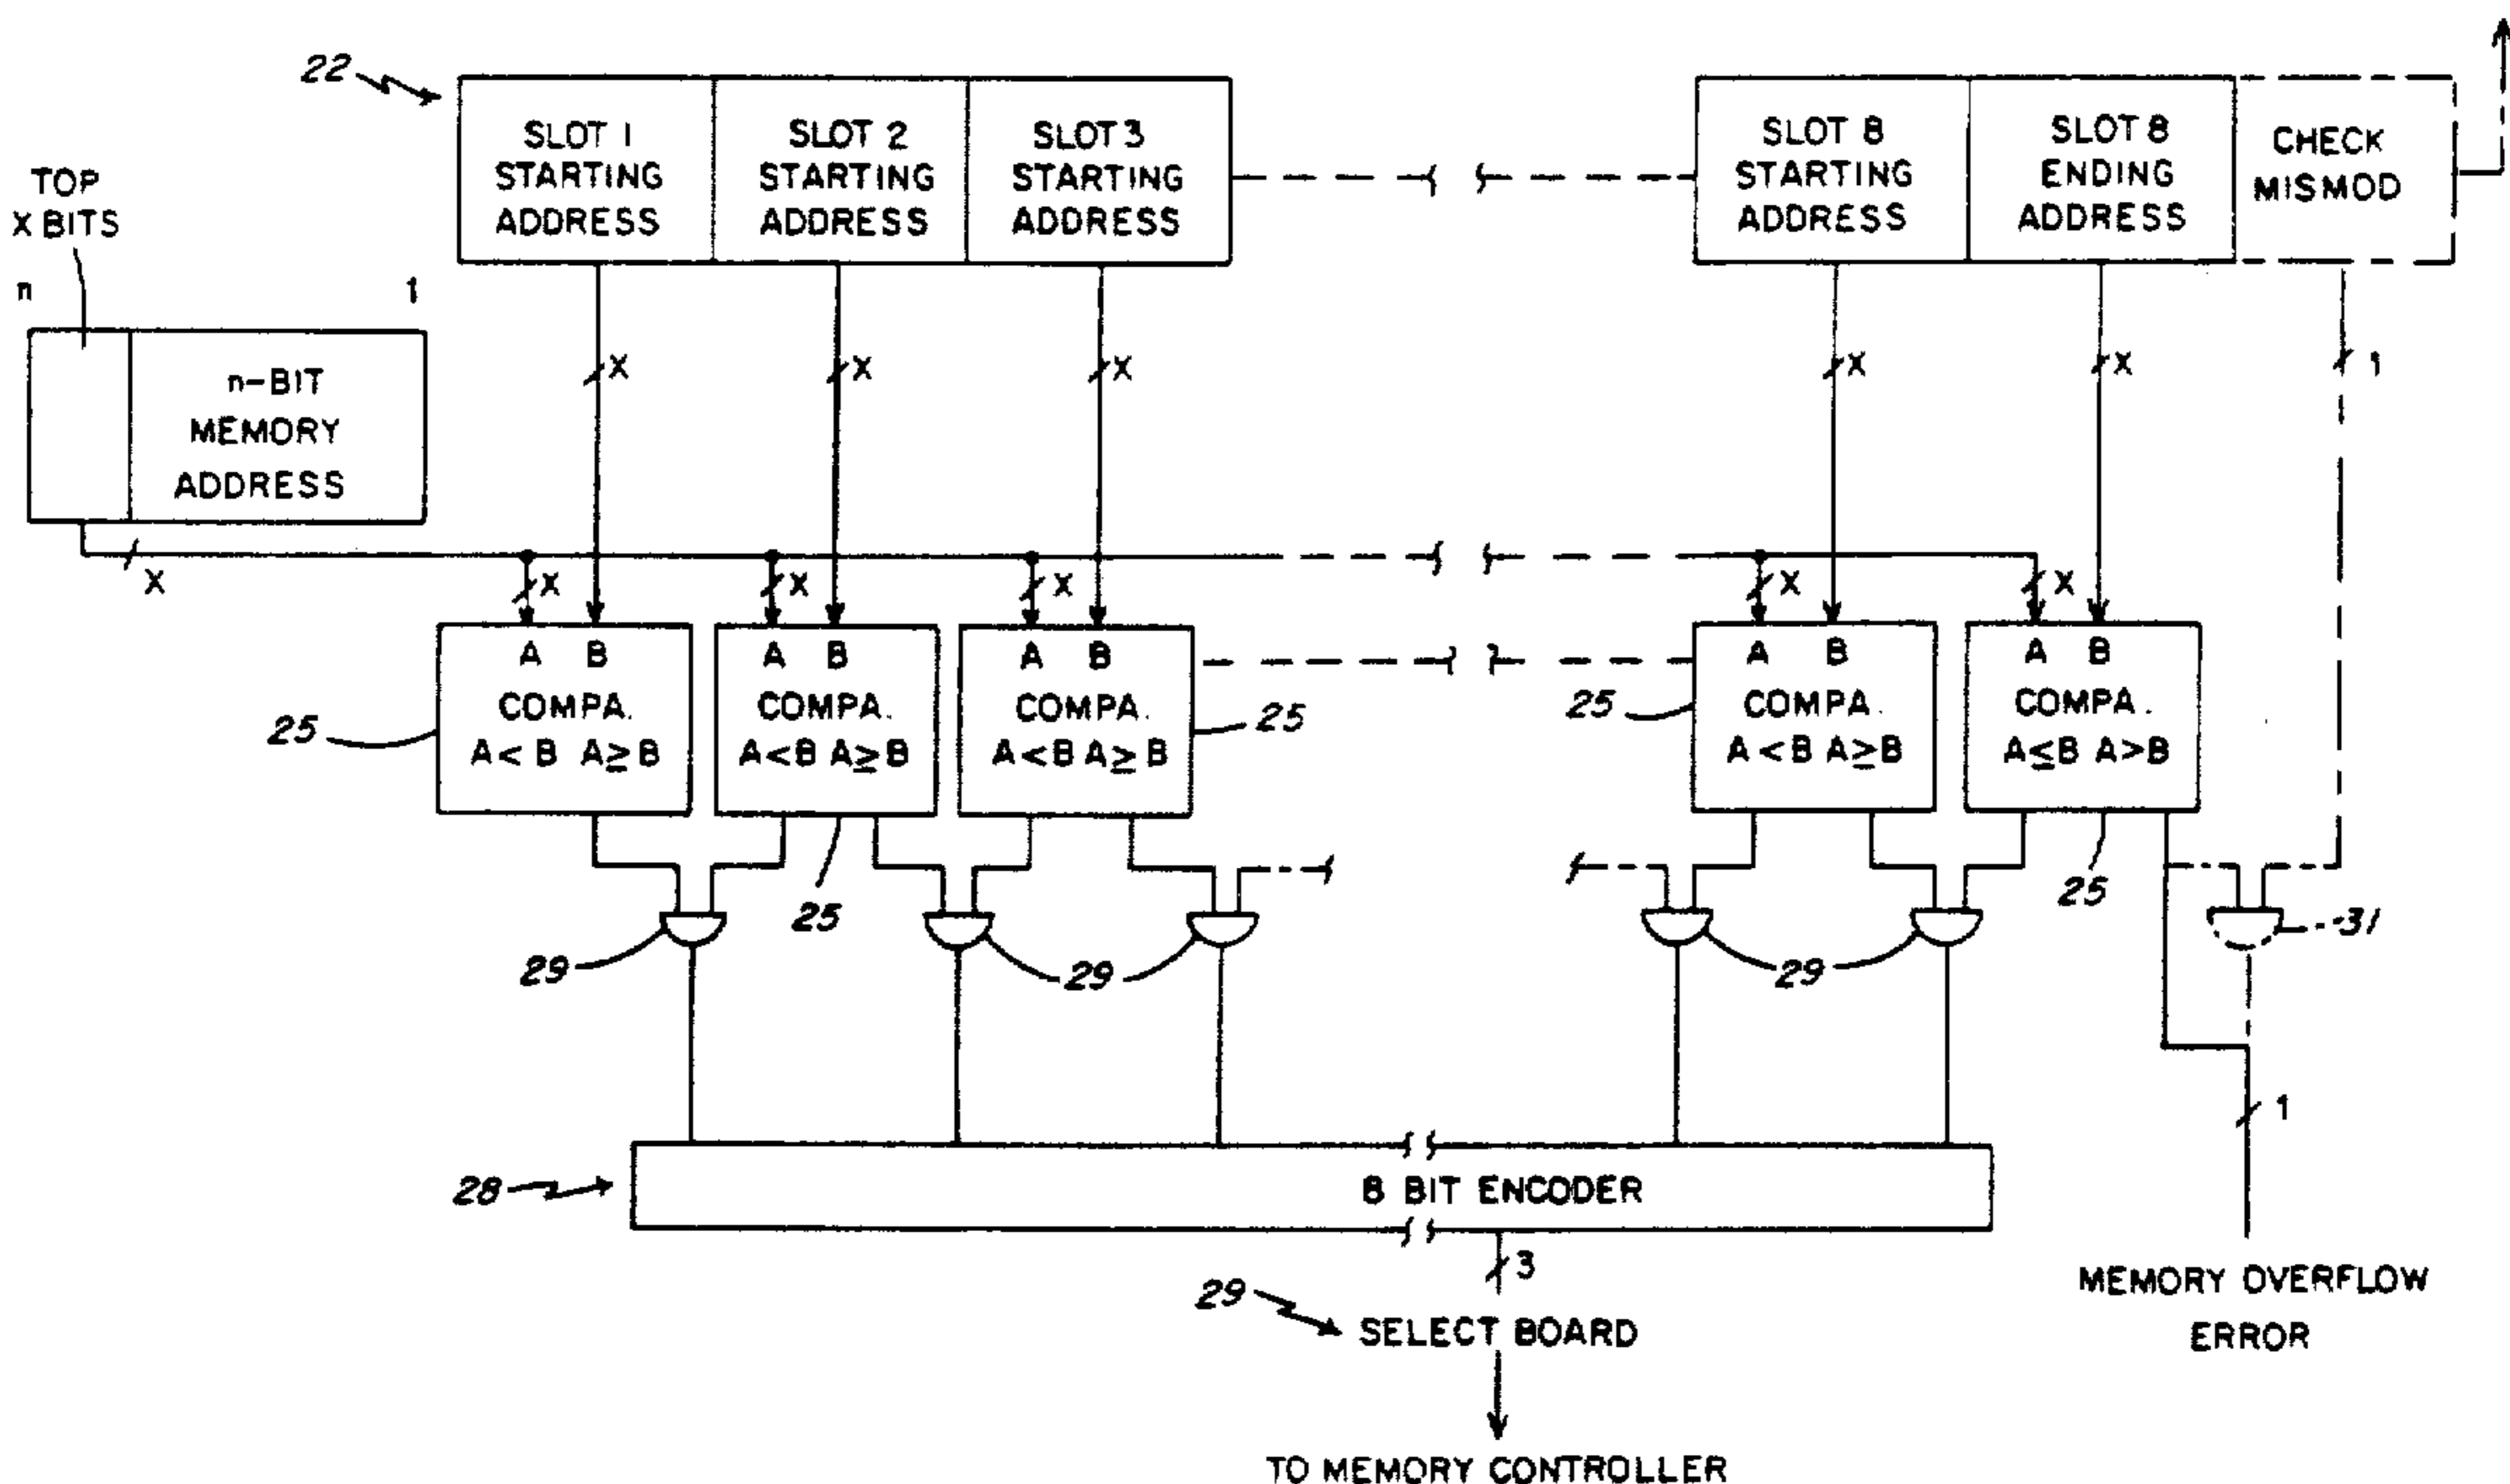 22
SLOT 1
STARTING
ADDRESS
SLOT 2
STARTING
ADDRESS
SLOT 3
STARTING
ADDRESS
SLOT 8
STARTING
ADDRESS
SLOT 8
ENDING
ADDRESS
CHECK
MISMOD
TOP
X BITS
n
1
n-BIT
MEMORY
ADDRESS
X
X
X
X
X
1
X
X
X
X
X
X
A B
COMPA.
A<B A≥B
A B
COMPA.
A<B A≥B
A B
COMPA.
A<B A≥B
A B
COMPA.
A<B A≥B
A B
COMPA.
A≤B A>B
25
25
25
25
25
29
29
29
31
28
8 BIT ENCODER
1
3
29
SELECT BOARD
TO MEMORY CONTROLLER
MEMORY OVERFLOW
ERROR